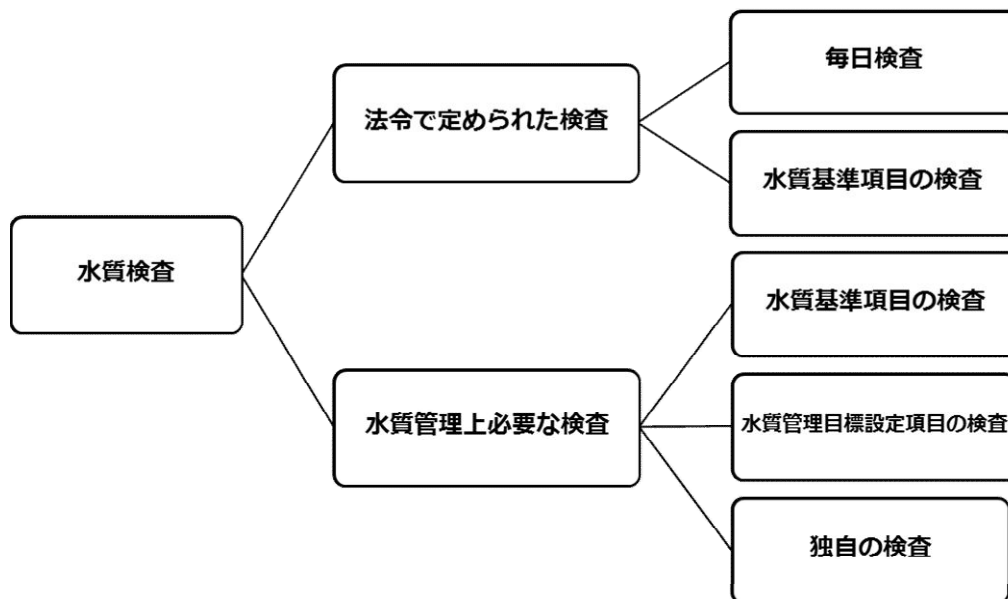 水質検査
法令で定められた検査
毎日検査
水質基準項目の検査
水質管理上必要な検査
水質基準項目の検査
水質管理目標設定項目の検査
独自の検査